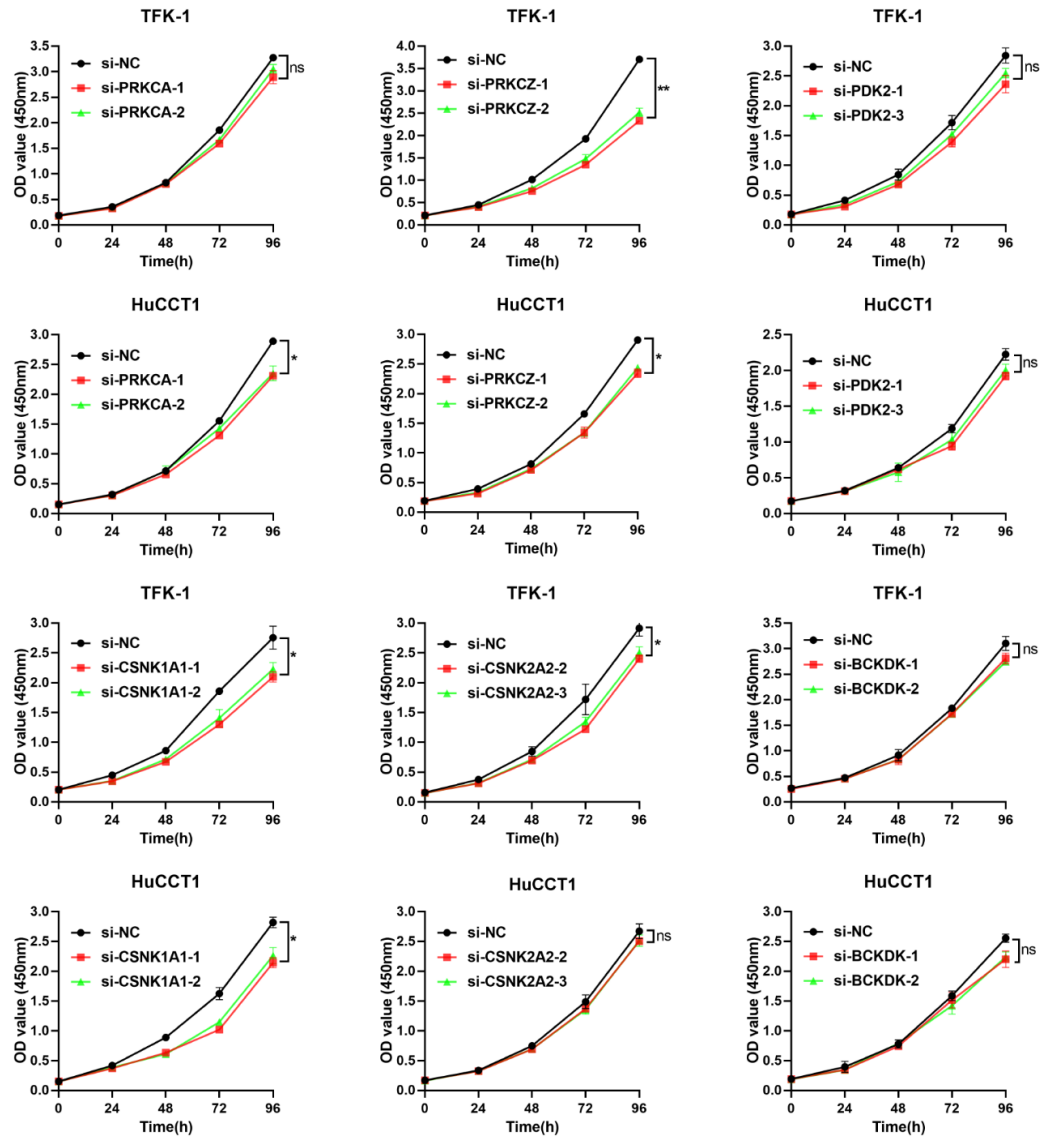 TFK-1
OD value (450nm)
3.5
3.0
2.5
2.0
1.5
1.0
0.5
0.0
si-NC
si-PRKCA-1
si-PRKCA-2
ns
0 24 48 72 96
Time(h)
TFK-1
OD value (450nm)
4.0
3.5
3.0
2.5
2.0
1.5
1.0
0.5
0.0
si-NC
si-PRKCZ-1
si-PRKCZ-2
**
0 24 48 72 96
Time(h)
TFK-1
OD value (450nm)
3.0
2.5
2.0
1.5
1.0
0.5
0.0
si-NC
si-PDK2-1
si-PDK2-3
ns
0 24 48 72 96
Time(h)
HuCCT1
OD value (450nm)
3.0
2.5
2.0
1.5
1.0
0.5
0.0
si-NC
si-PRKCA-1
si-PRKCA-2
*
0 24 48 72 96
Time(h)
HuCCT1
OD value (450nm)
3.0
2.5
2.0
1.5
1.0
0.5
0.0
si-NC
si-PRKCZ-1
si-PRKCZ-2
*
0 24 48 72 96
Time(h)
HuCCT1
OD value (450nm)
2.5
2.0
1.5
1.0
0.5
0.0
si-NC
si-PDK2-1
si-PDK2-3
ns
0 24 48 72 96
Time(h)
TFK-1
OD value (450nm)
3.0
2.5
2.0
1.5
1.0
0.5
0.0
si-NC
si-CSNK1A1-1
si-CSNK1A1-2
*
0 24 48 72 96
Time(h)
TFK-1
OD value (450nm)
3.0
2.5
2.0
1.5
1.0
0.5
0.0
si-NC
si-CSNK2A2-2
si-CSNK2A2-3
*
0 24 48 72 96
Time(h)
TFK-1
OD value (450nm)
3.5
3.0
2.5
2.0
1.5
1.0
0.5
0.0
si-NC
si-BCKDK-1
si-BCKDK-2
ns
0 24 48 72 96
Time(h)
HuCCT1
OD value (450nm)
3.0
2.5
2.0
1.5
1.0
0.5
0.0
si-NC
si-CSNK1A1-1
si-CSNK1A1-2
*
0 24 48 72 96
Time(h)
HuCCT1
OD value (450nm)
3.0
2.5
2.0
1.5
1.0
0.5
0.0
si-NC
si-CSNK2A2-2
si-CSNK2A2-3
ns
0 24 48 72 96
Time(h)
HuCCT1
OD value (450nm)
3.0
2.5
2.0
1.5
1.0
0.5
0.0
si-NC
si-BCKDK-1
si-BCKDK-2
ns
0 24 48 72 96
Time(h)